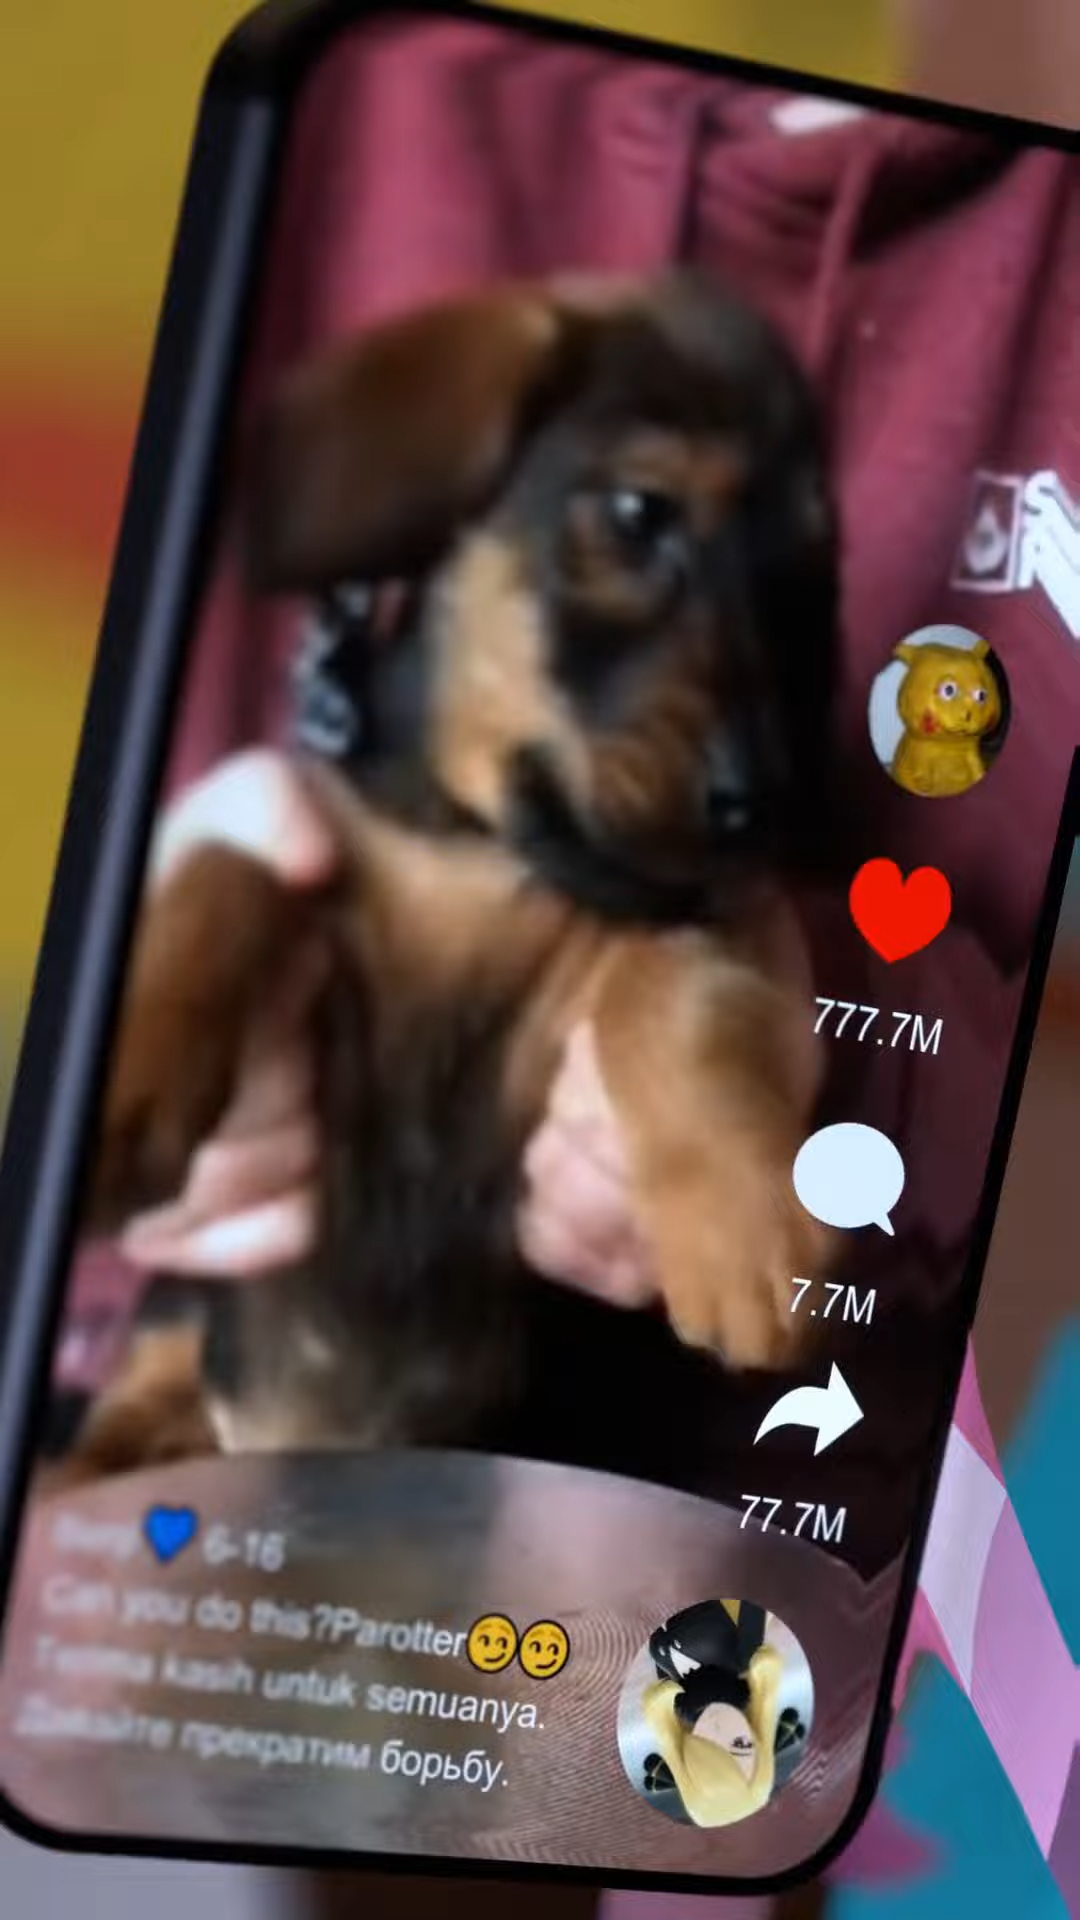 777.7M
7.7M
77.7M
💙 6-16
Can you do this?Parotter😏😏
Terima kasih untuk semuanya.
Давайте прекратим борьбу.